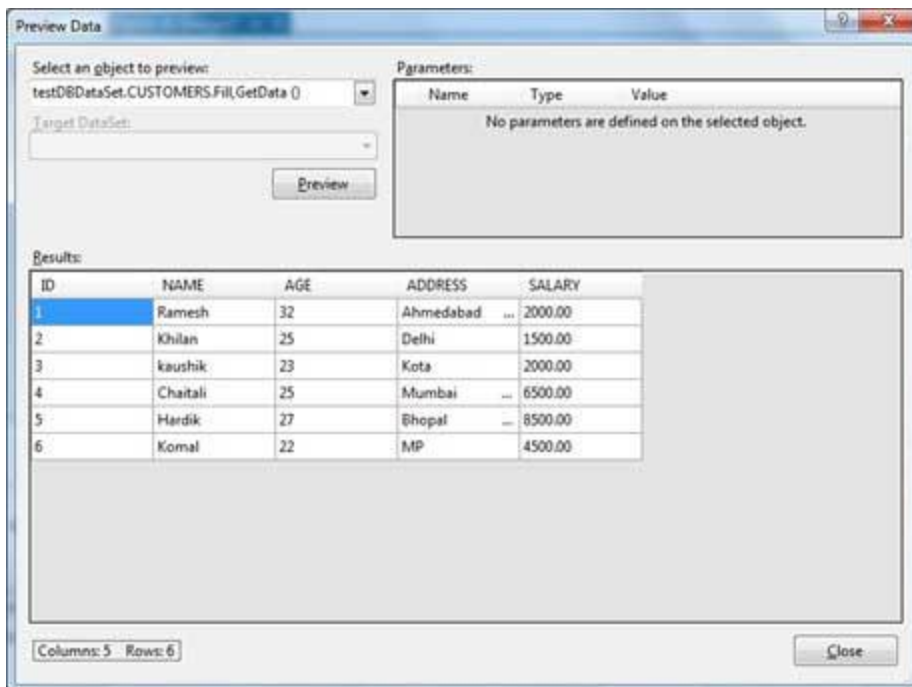 Preview Data
Select an object to preview:
testDBDataSet.CUSTOMERS.Fill,GetData ()
Target DataSet:
Preview
Parameters:
Name Type Value
No parameters are defined on the selected object.
Results:
ID NAME AGE ADDRESS SALARY
1 Ramesh 32 Ahmedabad ... 2000.00
2 Khilan 25 Delhi 1500.00
3 kaushik 23 Kota 2000.00
4 Chaitali 25 Mumbai ... 6500.00
5 Hardik 27 Bhopal ... 8500.00
6 Komal 22 MP 4500.00
Columns: 5 Rows: 6
Close